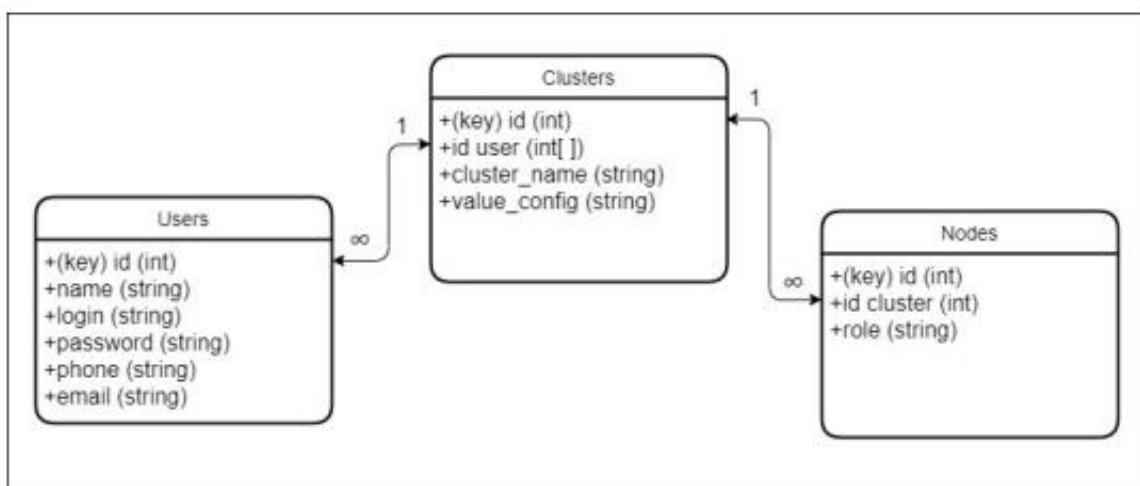 Clusters
+(key) id (int)
+id user (int[ ])
+cluster_name (string)
+value_config (string)
1
∞
Users
+(key) id (int)
+name (string)
+login (string)
+password (string)
+phone (string)
+email (string)
1
∞
Nodes
+(key) id (int)
+id cluster (int)
+role (string)